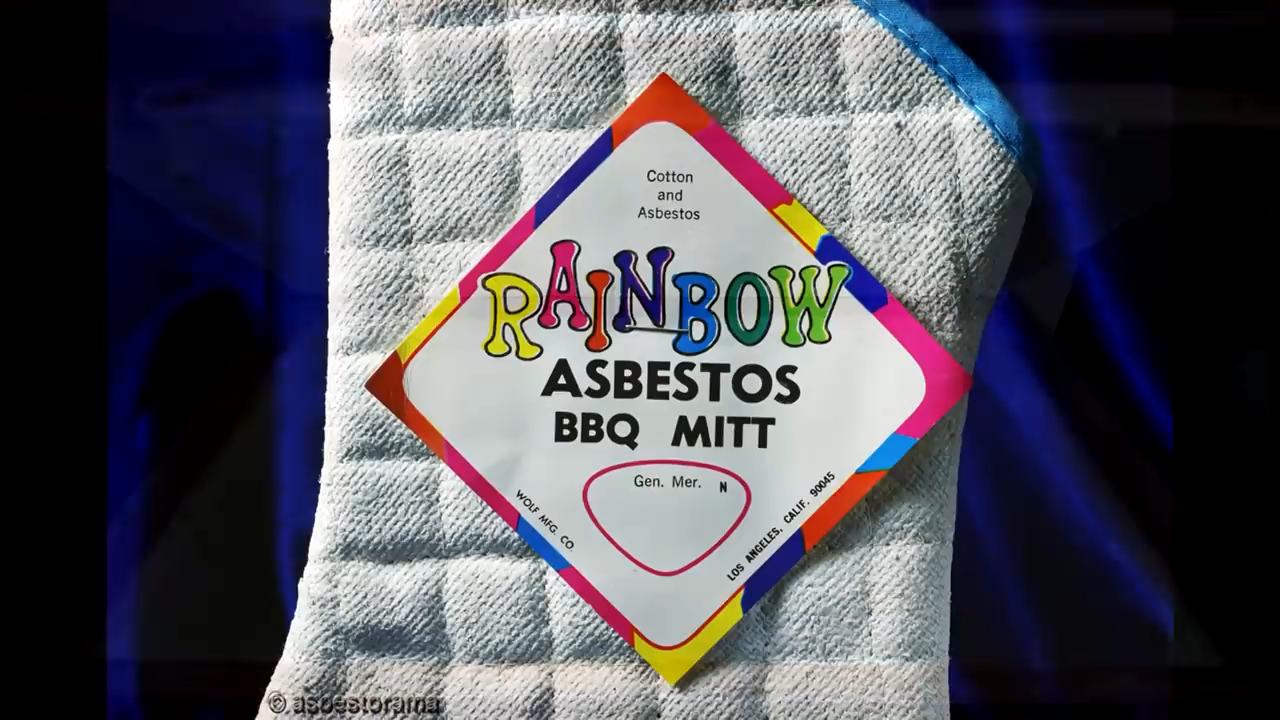 Cotton
and
Asbestos
RAINBOW
ASBESTOS
BBQ MITT
Gen. Mer. N
WOLF MFG. CO.
LOS ANGELES, CALIF. 90045
© asbestorama